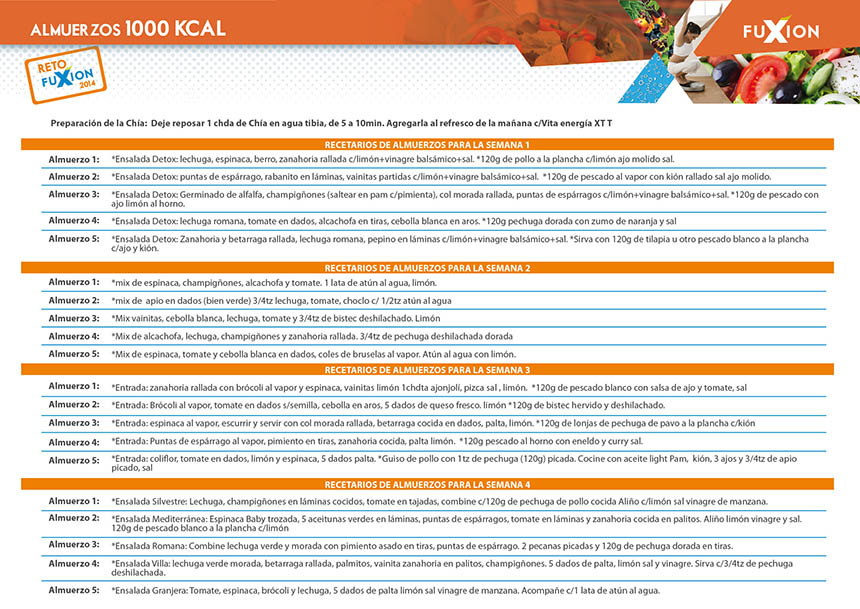 ALMUERZOS 1000 KCAL
FUXION
RETO
FUXION
2014
Preparación de la Chía: Deje reposar 1 chda de Chía en agua tibia, de 5 a 10min. Agregarla al refresco de la mañana c/Vita energía XT T
RECETARIOS DE ALMUERZOS PARA LA SEMANA 1
Almuerzo 1: *Ensalada Detox: lechuga, espinaca, berro, zanahoria rallada c/limón+vinagre balsámico+sal. *120g de pollo a la plancha c/limón ajo molido sal.
Almuerzo 2: *Ensalada Detox: puntas de espárrago, rabanito en láminas, vainitas partidas c/limón+vinagre balsámico+sal. *120g de pescado al vapor con kión rallado sal ajo molido.
Almuerzo 3: *Ensalada Detox: Germinado de alfalfa, champigñones (saltear en pam c/pimienta), col morada rallada, puntas de espárragos c/limón+vinagre balsámico+sal. *120g de pescado con
ajo limón al horno.
Almuerzo 4: *Ensalada Detox: lechuga romana, tomate en dados, alcachofa en tiras, cebolla blanca en aros. *120g pechuga dorada con zumo de naranja y sal
Almuerzo 5: *Ensalada Detox: Zanahoria y betarraga rallada, lechuga romana, pepino en láminas c/limón+vinagre balsámico+sal. *Sirva con 120g de tilapia u otro pescado blanco a la plancha
c/ajo y kión.
RECETARIOS DE ALMUERZOS PARA LA SEMANA 2
Almuerzo 1: *mix de espinaca, champigñones, alcachofa y tomate. 1 lata de atún al agua, limón.
Almuerzo 2: *mix de apio en dados (bien verde) 3/4tz lechuga, tomate, choclo c/ 1/2tz atún al agua
Almuerzo 3: *Mix vainitas, cebolla blanca, lechuga, tomate y 3/4tz de bistec deshilachado. Limón
Almuerzo 4: *Mix de alcachofa, lechuga, champigñones y zanahoria rallada. 3/4tz de pechuga deshilachada dorada
Almuerzo 5: *Mix de espinaca, tomate y cebolla blanca en dados, coles de bruselas al vapor. Atún al agua con limón.
RECETARIOS DE ALMUERZOS PARA LA SEMANA 3
Almuerzo 1: *Entrada: zanahoria rallada con brócoli al vapor y espinaca, vainitas limón 1chdta ajonjolí, pizca sal , limón. *120g de pescado blanco con salsa de ajo y tomate, sal
Almuerzo 2: *Entrada: Brócoli al vapor, tomate en dados s/semilla, cebolla en aros, 5 dados de queso fresco. limón *120g de bistec hervido y deshilachado.
Almuerzo 3: *Entrada: espinaca al vapor, escurrir y servir con col morada rallada, betarraga cocida en dados, palta, limón. *120g de lonjas de pechuga de pavo a la plancha c/kión
Almuerzo 4: *Entrada: Puntas de espárrago al vapor, pimiento en tiras, zanahoria cocida, palta limón. *120g pescado al horno con eneldo y curry sal.
Almuerzo 5: *Entrada: coliflor, tomate en dados, limón y espinaca, 5 dados palta. *Guiso de pollo con 1tz de pechuga (120g) picada. Cocine con aceite light Pam, kión, 3 ajos y 3/4tz de apio
picado, sal
RECETARIOS DE ALMUERZOS PARA LA SEMANA 4
Almuerzo 1: *Ensalada Silvestre: Lechuga, champigñones en láminas cocidos, tomate en tajadas, combine c/120g de pechuga de pollo cocida Aliño c/limón sal vinagre de manzana.
Almuerzo 2: *Ensalada Mediterránea: Espinaca Baby trozada, 5 aceitunas verdes en láminas, puntas de espárragos, tomate en láminas y zanahoria cocida en palitos. Aliño limón vinagre y sal.
120g de pescado blanco a la plancha c/limón
Almuerzo 3: *Ensalada Romana: Combine lechuga verde y morada con pimiento asado en tiras, puntas de espárrago. 2 pecanas picadas y 120g de pechuga dorada en tiras.
Almuerzo 4: *Ensalada Villa: lechuga verde morada, betarraga rallada, palmitos, vainita zanahoria en palitos, champigñones. 5 dados de palta, limón sal y vinagre. Sirva c/3/4tz de pechuga
deshilachada.
Almuerzo 5: *Ensalada Granjera: Tomate, espinaca, brócoli y lechuga, 5 dados de palta limón sal vinagre de manzana. Acompañe c/1 lata de atún al agua.